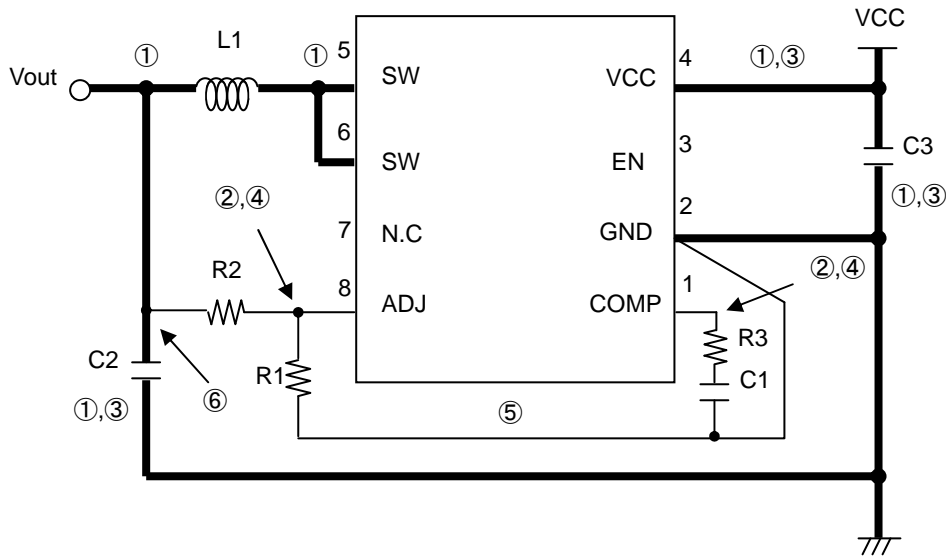 VCC
L1
①
①
5
4
①,③
Vout
SW
VCC
6
3
C3
SW
EN
①,③
②,④
7
2
N.C
GND
②,④
R2
8
1
ADJ
COMP
R3
C2
R1
C1
①,③
⑥
⑤